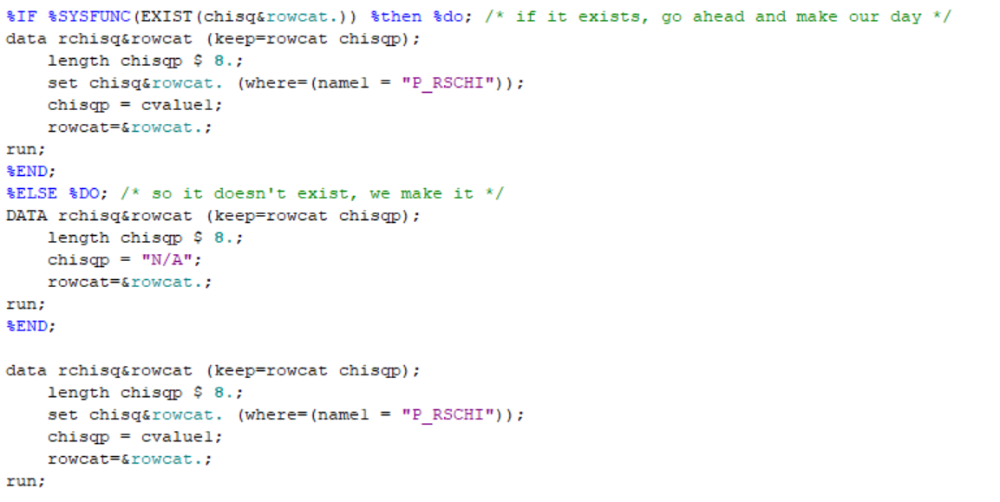 %IF %SYSFUNC(EXIST(chisq&rowcat.)) %then %do; /* if it exists, go ahead and make our day */
data rchisq&rowcat (keep=rowcat chisqp);
    length chisqp $ 8.;
    set chisq&rowcat. (where=(name1 = "P_RSCHI"));
    chisqp = cvalue1;
    rowcat=&rowcat.;
run;
%END;
%ELSE %DO; /* so it doesn't exist, we make it */
DATA rchisq&rowcat (keep=rowcat chisqp);
    length chisqp $ 8.;
    chisqp = "N/A";
    rowcat=&rowcat.;
run;
%END;

data rchisq&rowcat (keep=rowcat chisqp);
    length chisqp $ 8.;
    set chisq&rowcat. (where=(name1 = "P_RSCHI"));
    chisqp = cvalue1;
    rowcat=&rowcat.;
run;